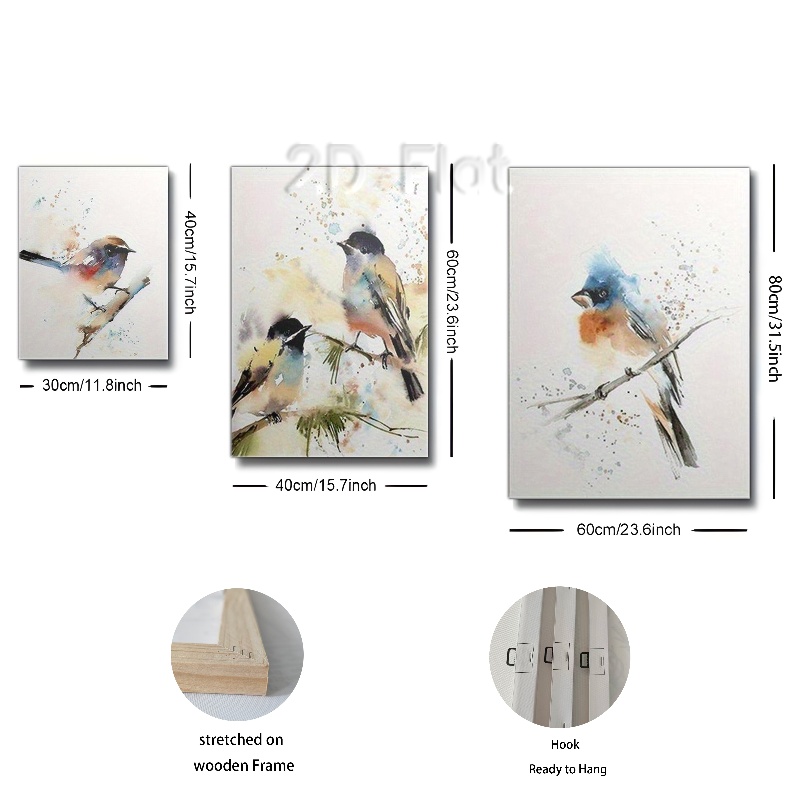 2D Flat
40cm/15.7inch
30cm/11.8inch
60cm/23.6inch
40cm/15.7inch
80cm/31.5inch
60cm/23.6inch
stretched on
wooden Frame
Hook
Ready to Hang